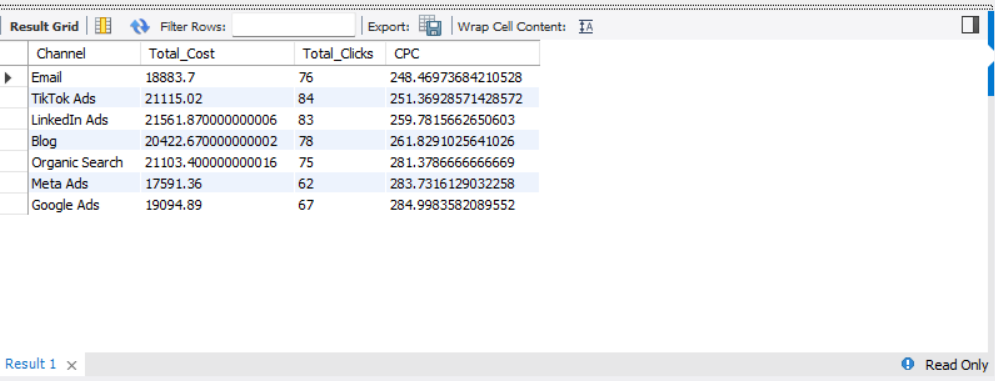 Result Grid Filter Rows: Export: Wrap Cell Content:
Channel Total_Cost Total_Clicks CPC
Email 18883.7 76 248.46973684210528
TikTok Ads 21115.02 84 251.36928571428572
LinkedIn Ads 21561.870000000006 83 259.7815662650603
Blog 20422.670000000002 78 261.8291025641026
Organic Search 21103.400000000016 75 281.3786666666669
Meta Ads 17591.36 62 283.7316129032258
Google Ads 19094.89 67 284.9983582089552
Result 1 Read Only